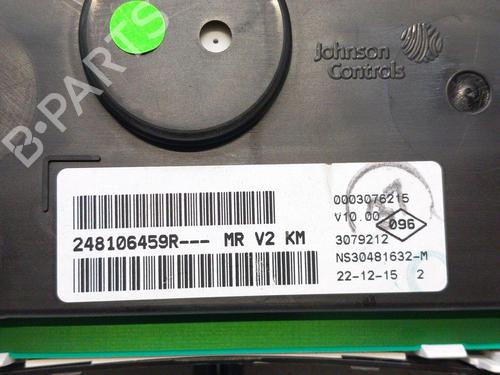 Johnson
Controls
B-PARTS
0003076215
V10.00
096
248106459R--- MR V2 KM
3079212
NS30481632-M
22-12-15 2